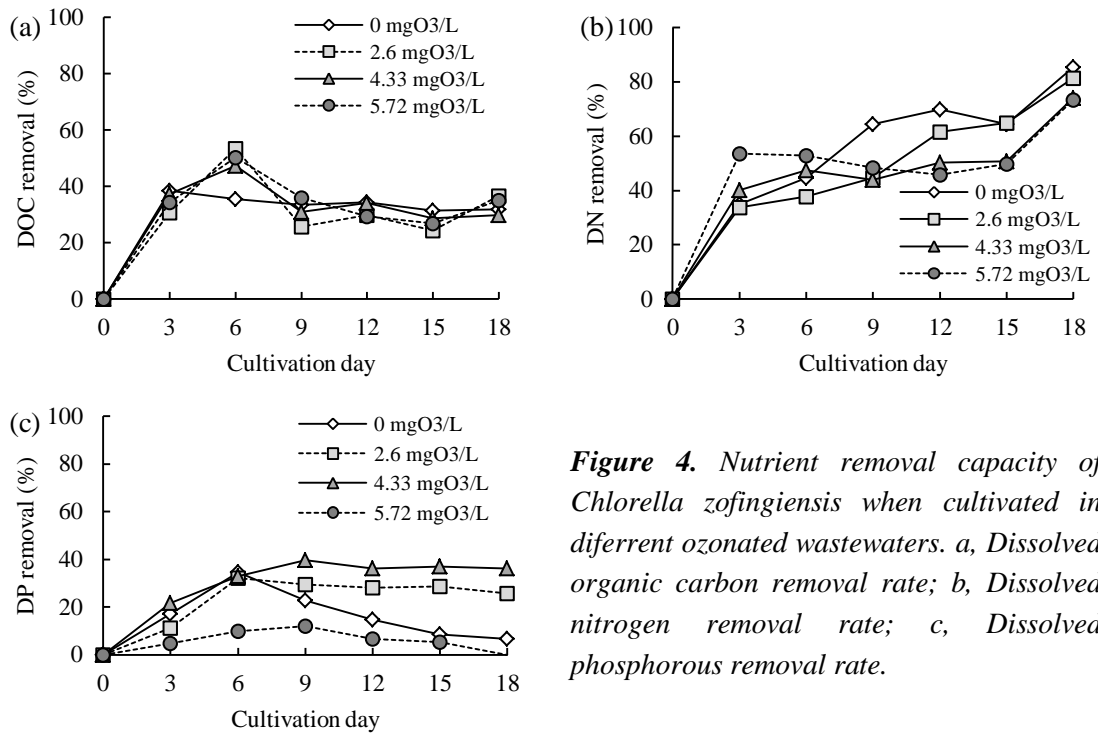 (a)
DOC removal (%)
100
80
60
40
20
0
0 mgO3/L
2.6 mgO3/L
4.33 mgO3/L
5.72 mgO3/L
0 3 6 9 12 15 18
Cultivation day
(b)
DN removal (%)
100
80
60
40
20
0
0 mgO3/L
2.6 mgO3/L
4.33 mgO3/L
5.72 mgO3/L
0 3 6 9 12 15 18
Cultivation day
(c)
DP removal (%)
100
80
60
40
20
0
0 mgO3/L
2.6 mgO3/L
4.33 mgO3/L
5.72 mgO3/L
0 3 6 9 12 15 18
Cultivation day
Figure 4. Nutrient removal capacity of
Chlorella zofingiensis when cultivated in
diferrent ozonated wastewaters. a, Dissolved
organic carbon removal rate; b, Dissolved
nitrogen removal rate; c, Dissolved
phosphorous removal rate.